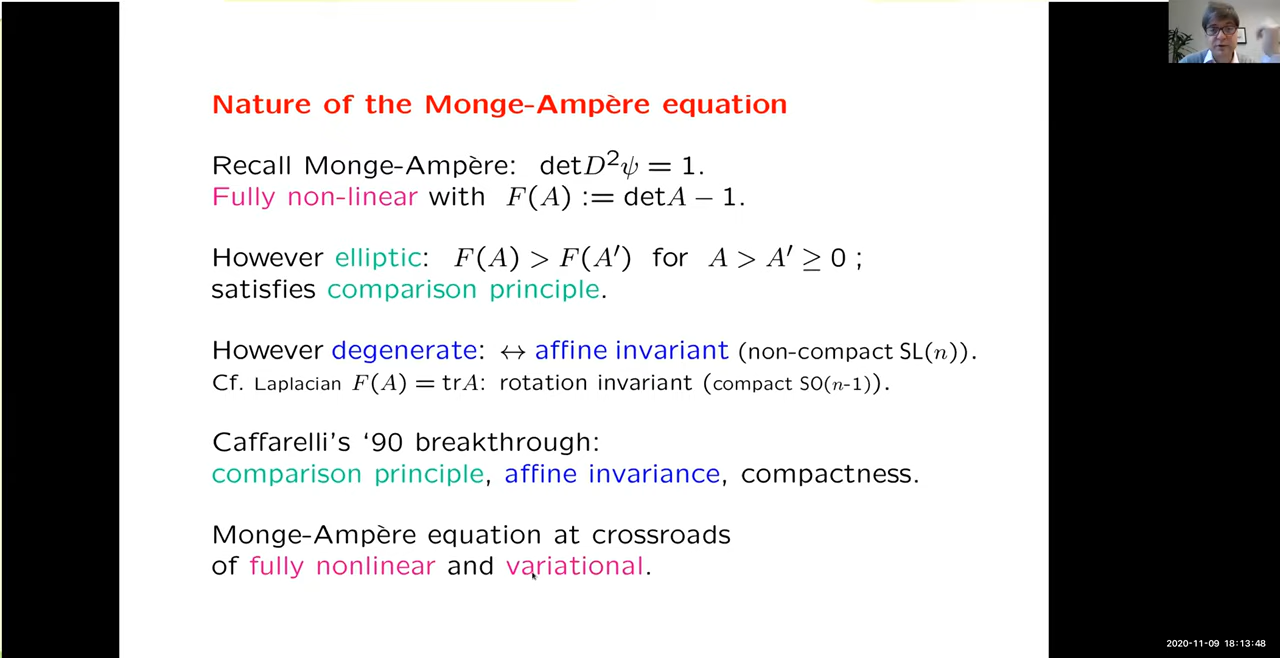 Nature of the Monge-Ampère equation
Recall Monge-Ampère: det D²ψ = 1.
Fully non-linear with F(A) := det A − 1.
However elliptic: F(A) > F(A′) for A > A′ ≥ 0 ;
satisfies comparison principle.
However degenerate: ↔ affine invariant (non-compact SL(n)).
Cf. Laplacian F(A) = trA: rotation invariant (compact SO(n-1)).
Caffarelli's ‘90 breakthrough:
comparison principle, affine invariance, compactness.
Monge-Ampère equation at crossroads
of fully nonlinear and variational.
2020-11-09 18:13:48